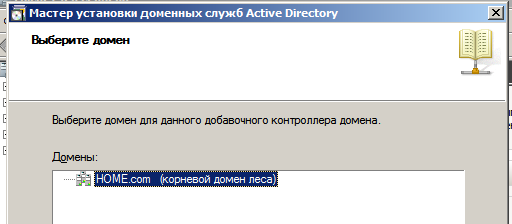 Мастер установки доменных служб Active Directory
Выберите домен
Выберите домен для данного добавочного контроллера домена.
Домены:
HOME.com (корневой домен леса)